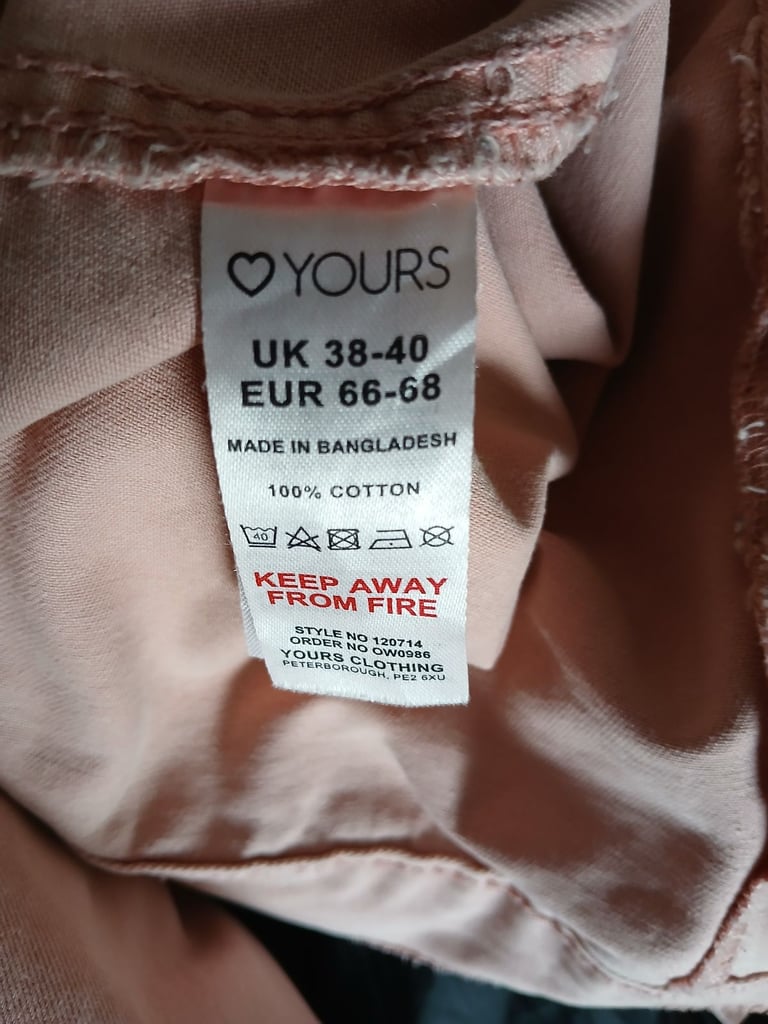 YOURS
UK 38-40
EUR 66-68
MADE IN BANGLADESH
100% COTTON
40
KEEP AWAY
FROM FIRE
STYLE NO 120714
ORDER NO OW0986
YOURS CLOTHING
PETERBOROUGH, PE2 6XU